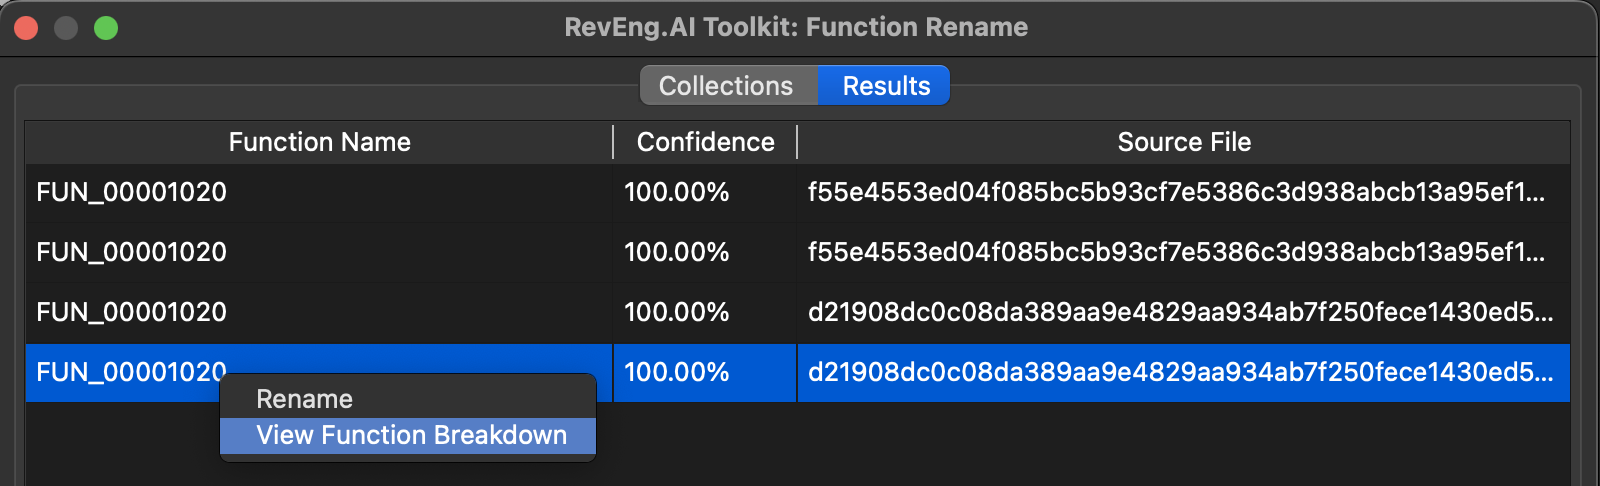 RevEng.AI Toolkit: Function Rename
Collections Results
Function Name Confidence Source File
FUN_00001020 100.00% f55e4553ed04f085bc5b93cf7e5386c3d938abcb13a95ef1...
FUN_00001020 100.00% f55e4553ed04f085bc5b93cf7e5386c3d938abcb13a95ef1...
FUN_00001020 100.00% d21908dc0c08da389aa9e4829aa934ab7f250fece1430ed5...
FUN_00001020 100.00% d21908dc0c08da389aa9e4829aa934ab7f250fece1430ed5...
Rename
View Function Breakdown